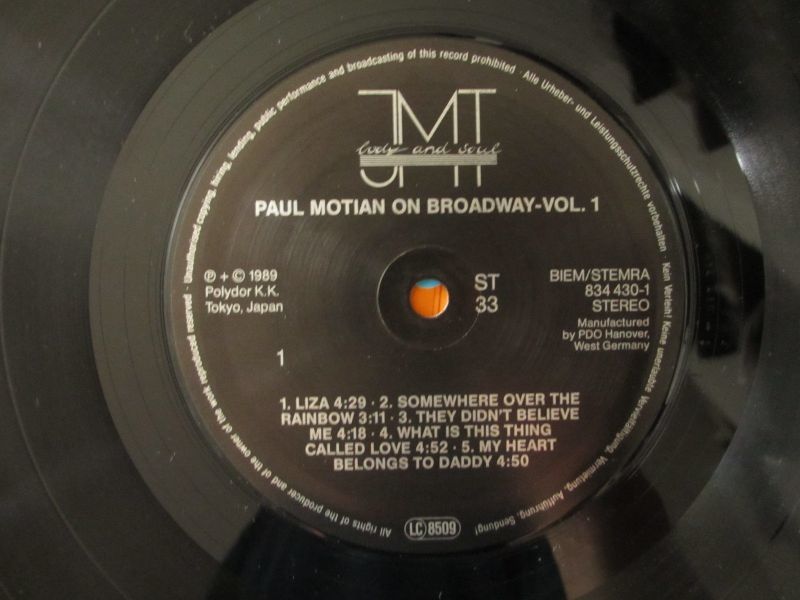 JMT
body and soul
PAUL MOTIAN ON BROADWAY-VOL. 1
℗ + © 1989
Polydor K.K.
Tokyo, Japan
ST
33
BIEM/STEMRA
834 430-1
STEREO
Manufactured
by PDO Hanover,
West Germany
1
1. LIZA 4:29 · 2. SOMEWHERE OVER THE
RAINBOW 3:11 · 3. THEY DIDN'T BELIEVE
ME 4:18 · 4. WHAT IS THIS THING
CALLED LOVE 4:52 · 5. MY HEART
BELONGS TO DADDY 4:50
LC 8509
All rights of the producer and of the owner of the work reproduced reserved · Unauthorised copying, hiring, lending, public performance and broadcasting of this record prohibited · Alle Urheber- und Leistungsschutzrechte vorbehalten · Kein Verleih! Keine unerlaubte Vervielfältigung, Vermietung, Aufführung, Sendung!